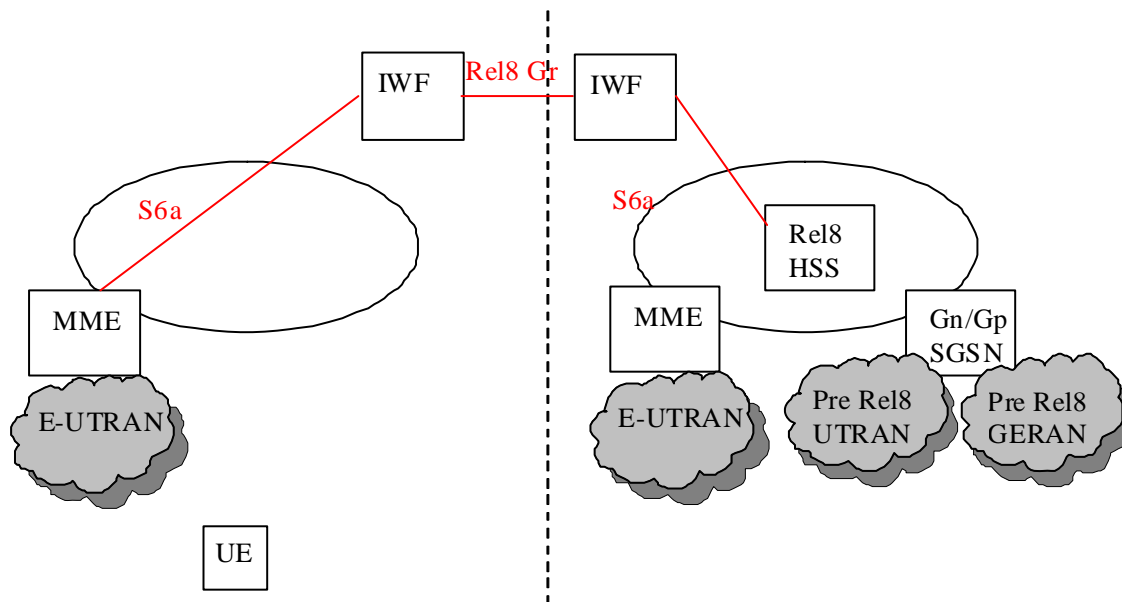 IWF
Rel8 Gr
IWF
S6a
S6a
Rel8
HSS
MME
MME
Gn/Gp
SGSN
E-UTRAN
E-UTRAN
Pre Rel8
UTRAN
Pre Rel8
GERAN
UE